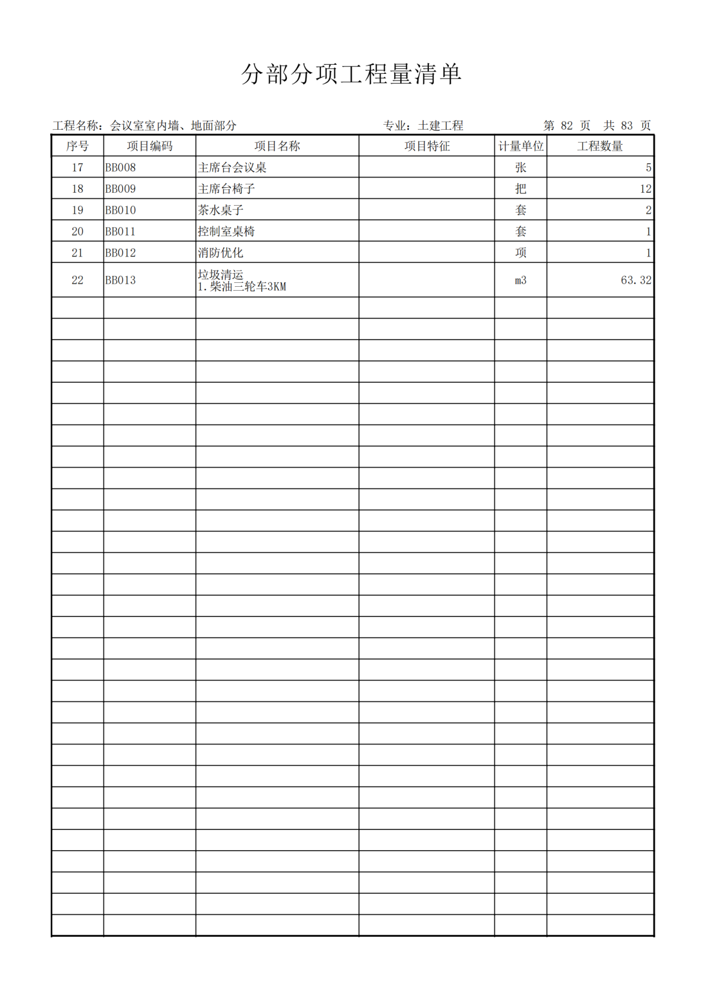 分部分项工程量清单
工程名称：会议室室内墙、地面部分 专业：土建工程 第 82 页 共 83 页
序号 项目编码 项目名称 项目特征 计量单位 工程数量
17 BB008 主席台会议桌 张 5
18 BB009 主席台椅子 把 12
19 BB010 茶水桌子 套 2
20 BB011 控制室桌椅 套 1
21 BB012 消防优化 项 1
22 BB013 垃圾清运 m3 63.32
1.柴油三轮车3KM